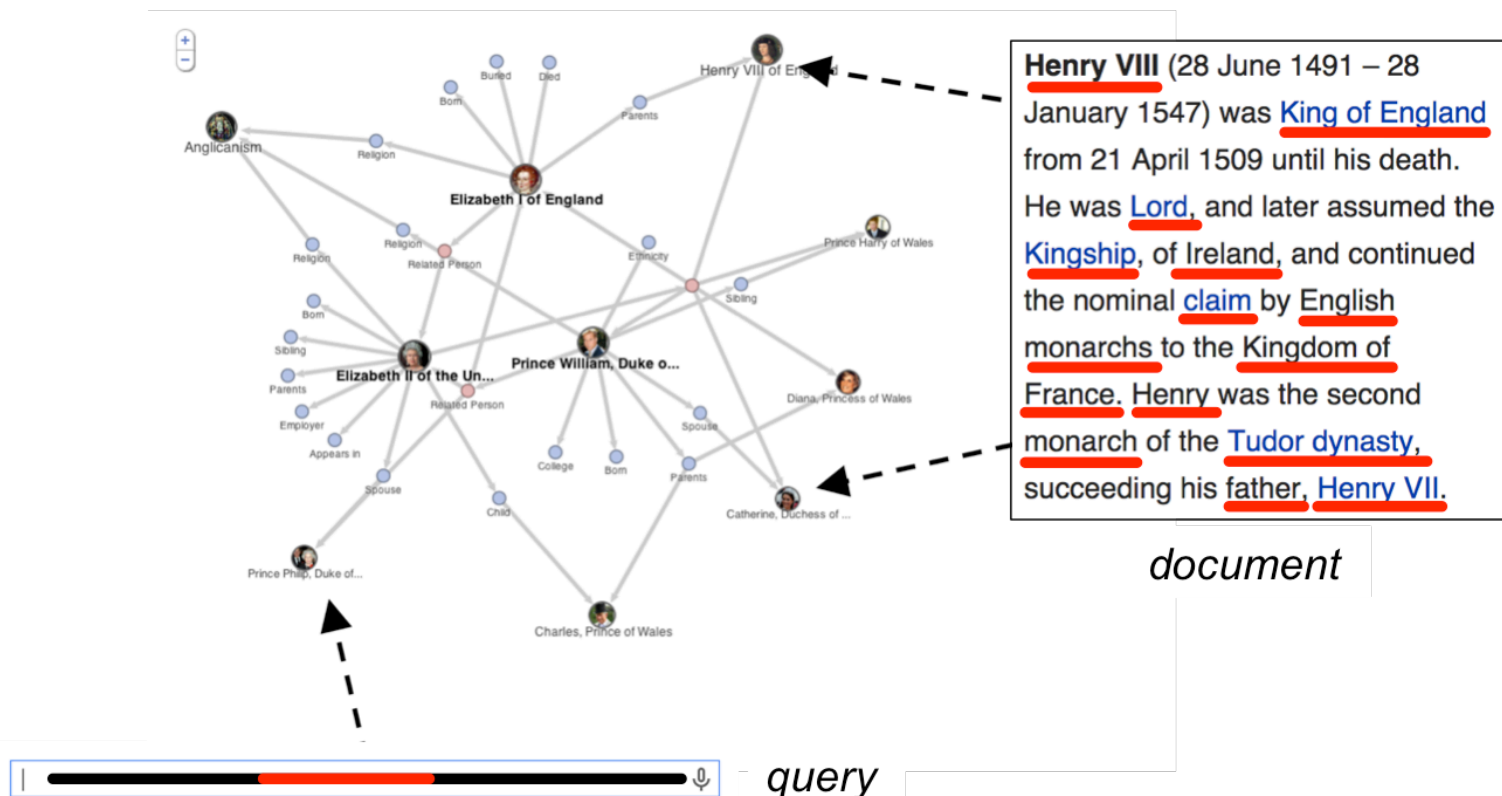 +
−
Buried
Died
Born
Henry VIII of England
Parents
Anglicanism
Religion
Elizabeth I of England
Religion
Related Person
Religion
Ethnicity
Prince Harry of Wales
Sibling
Born
Sibling
Prince William, Duke o...
Elizabeth II of the Un...
Parents
Related Person
Diana, Princess of Wales
Employer
Spouse
Appears In
College
Born
Parents
Spouse
Child
Catherine, Duchess of ...
Prince Philip, Duke of...
Charles, Prince of Wales
Henry VIII (28 June 1491 – 28
January 1547) was King of England
from 21 April 1509 until his death.
He was Lord, and later assumed the
Kingship, of Ireland, and continued
the nominal claim by English
monarchs to the Kingdom of
France. Henry was the second
monarch of the Tudor dynasty,
succeeding his father, Henry VII.
document
query